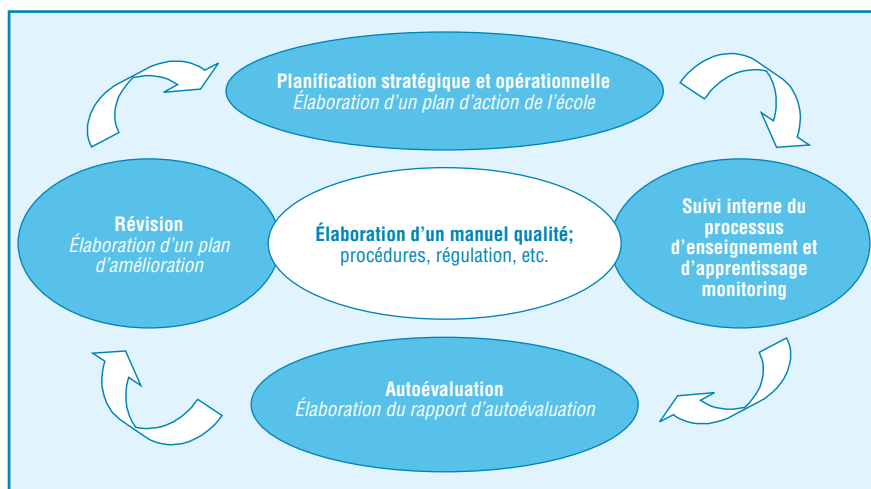 Planification stratégique et opérationnelle
Élaboration d'un plan d'action de l'école
Révision
Élaboration d'un plan
d'amélioration
Élaboration d'un manuel qualité;
procédures, régulation, etc.
Suivi interne du
processus
d'enseignement et
d'apprentissage
monitoring
Autoévaluation
Élaboration du rapport d'autoévaluation